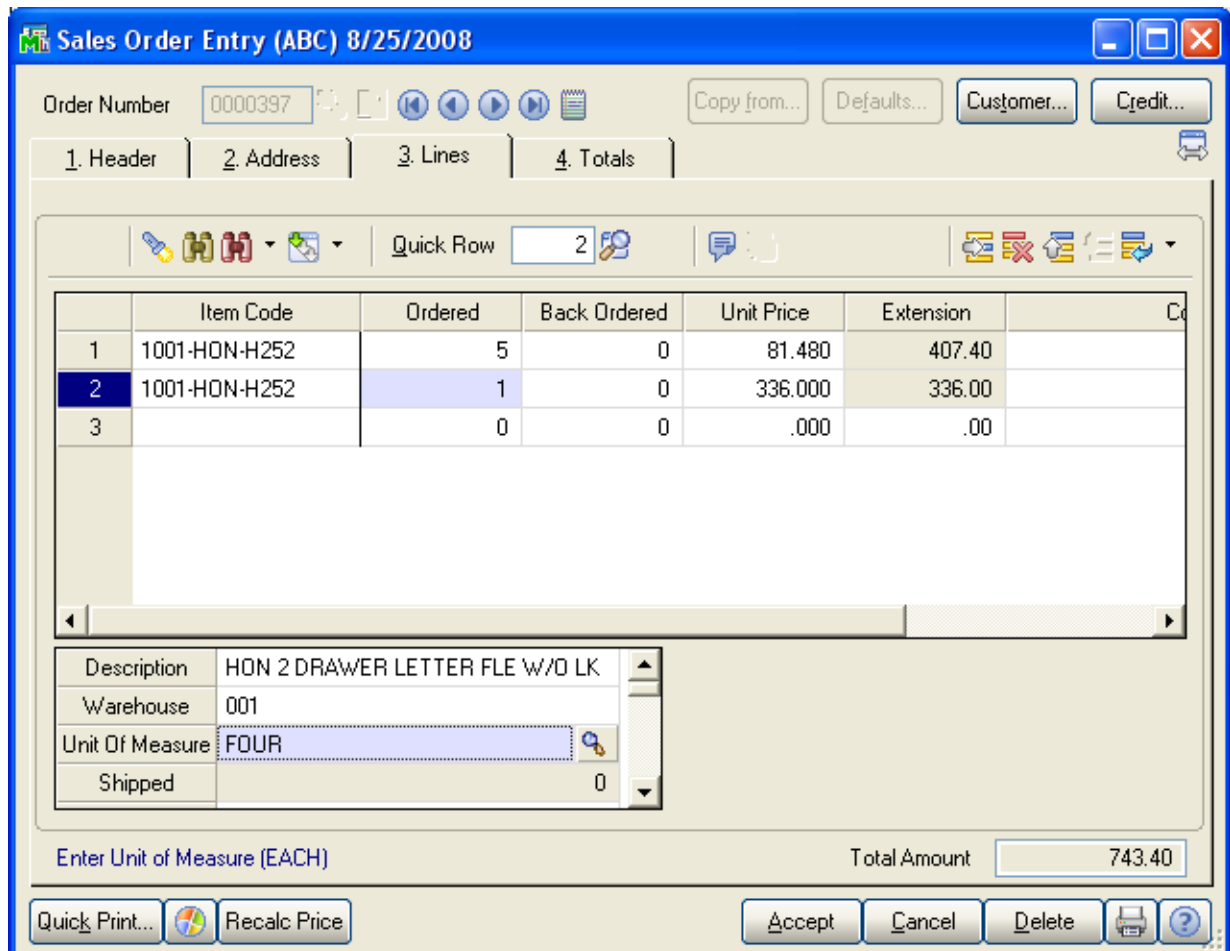 Sales Order Entry (ABC) 8/25/2008
Order Number 0000397 Copy from... Defaults... Customer... Credit...
1. Header 2. Address 3. Lines 4. Totals
Quick Row 2
Item Code Ordered Back Ordered Unit Price Extension
1 1001-HON-H252 5 0 81.480 407.40
2 1001-HON-H252 1 0 336.000 336.00
3 0 0 .000 .00
Description HON 2 DRAWER LETTER FLE W/O LK
Warehouse 001
Unit Of Measure FOUR
Shipped 0
Enter Unit of Measure (EACH) Total Amount 743.40
Quick Print... Recalc Price Accept Cancel Delete